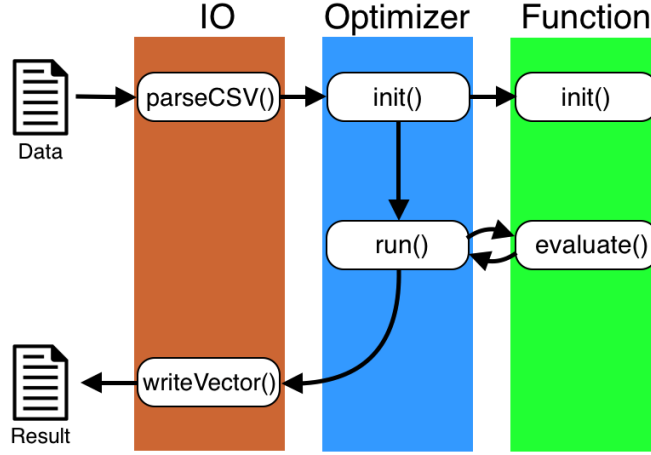 IO Optimizer Function
parseCSV() init() init()
Data
run() evaluate()
writeVector()
Result